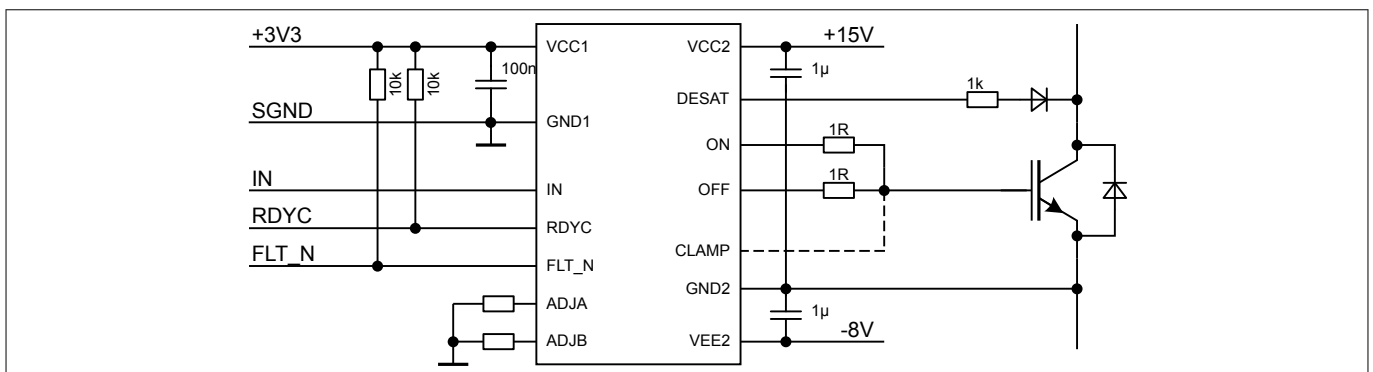 +3V3
VCC1
VCC2
+15V
10k
10k
100n
1µ
DESAT
1k
SGND
GND1
ON
1R
IN
IN
OFF
1R
RDYC
RDYC
CLAMP
FLT_N
FLT_N
GND2
ADJA
1µ
ADJB
VEE2
-8V